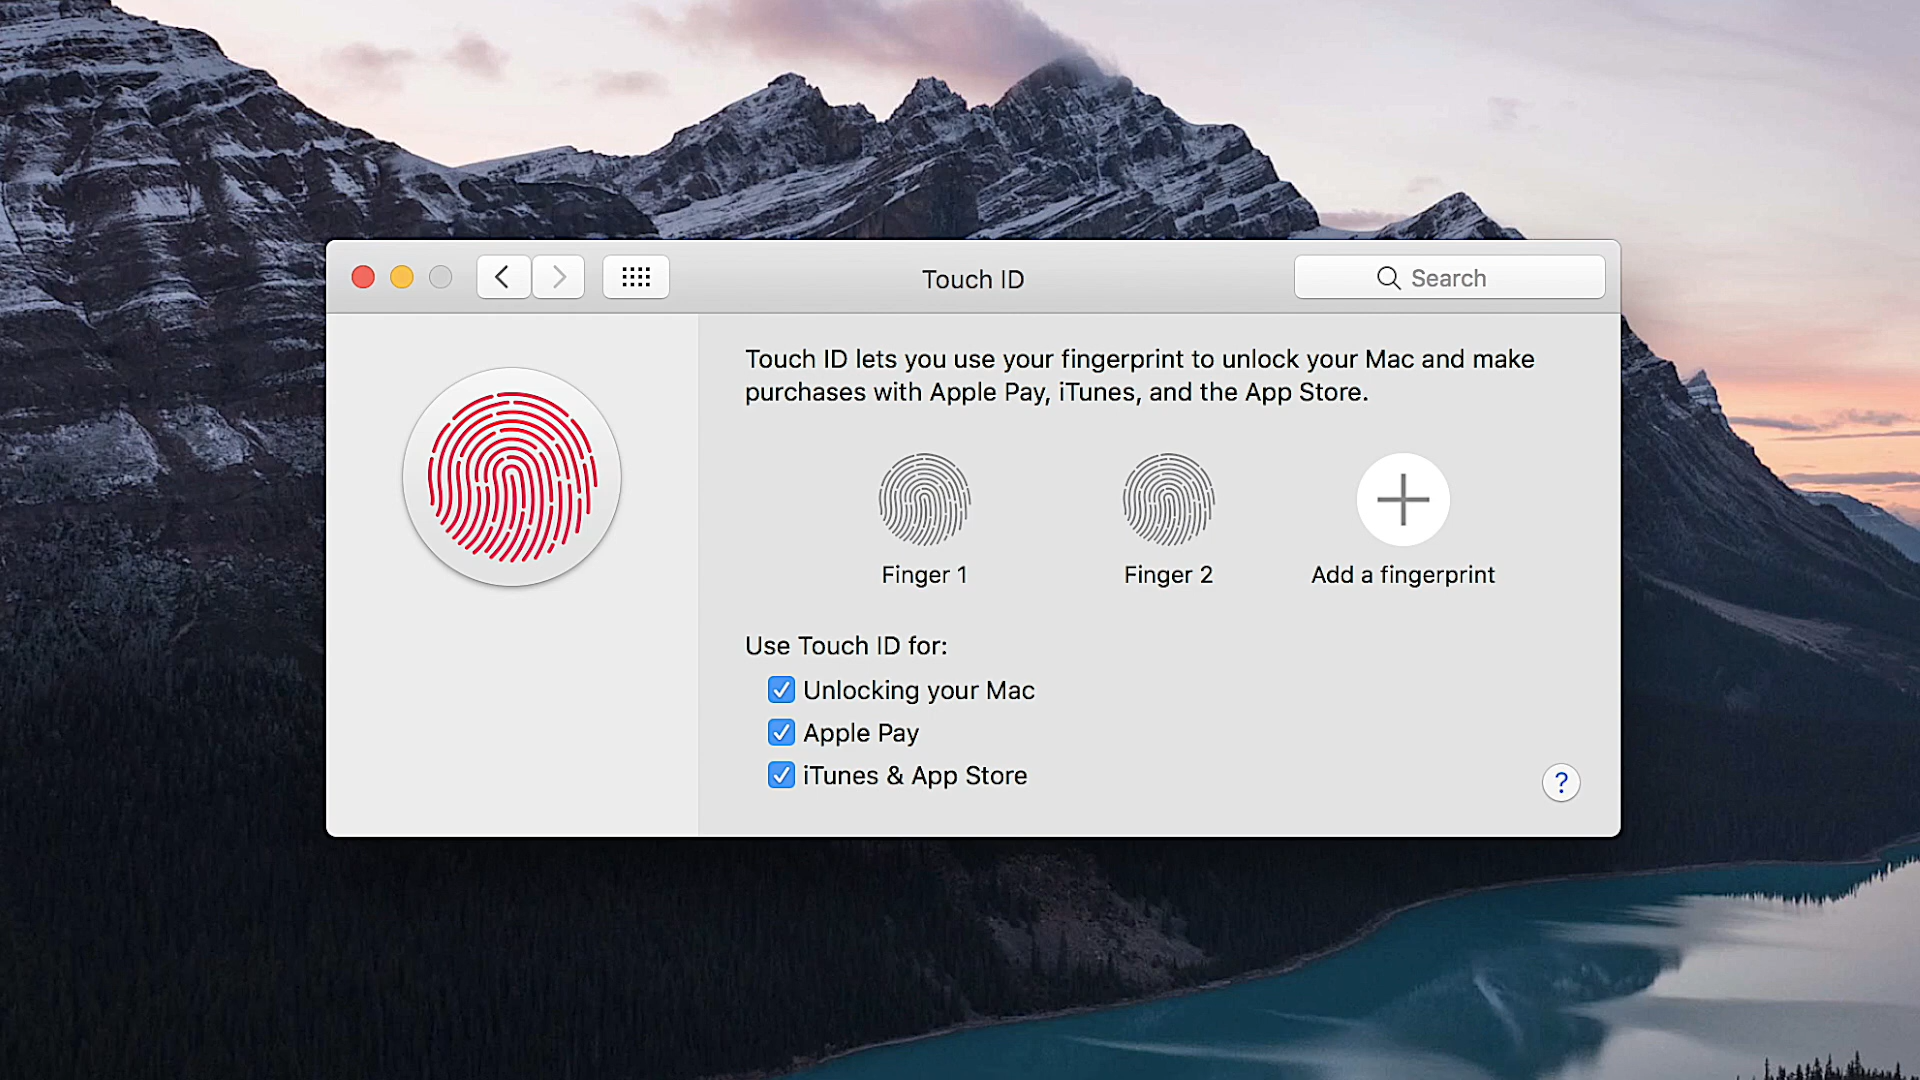 Touch ID
Search
Touch ID lets you use your fingerprint to unlock your Mac and make
purchases with Apple Pay, iTunes, and the App Store.
Finger 1
Finger 2
Add a fingerprint
Use Touch ID for:
Unlocking your Mac
Apple Pay
iTunes & App Store
?